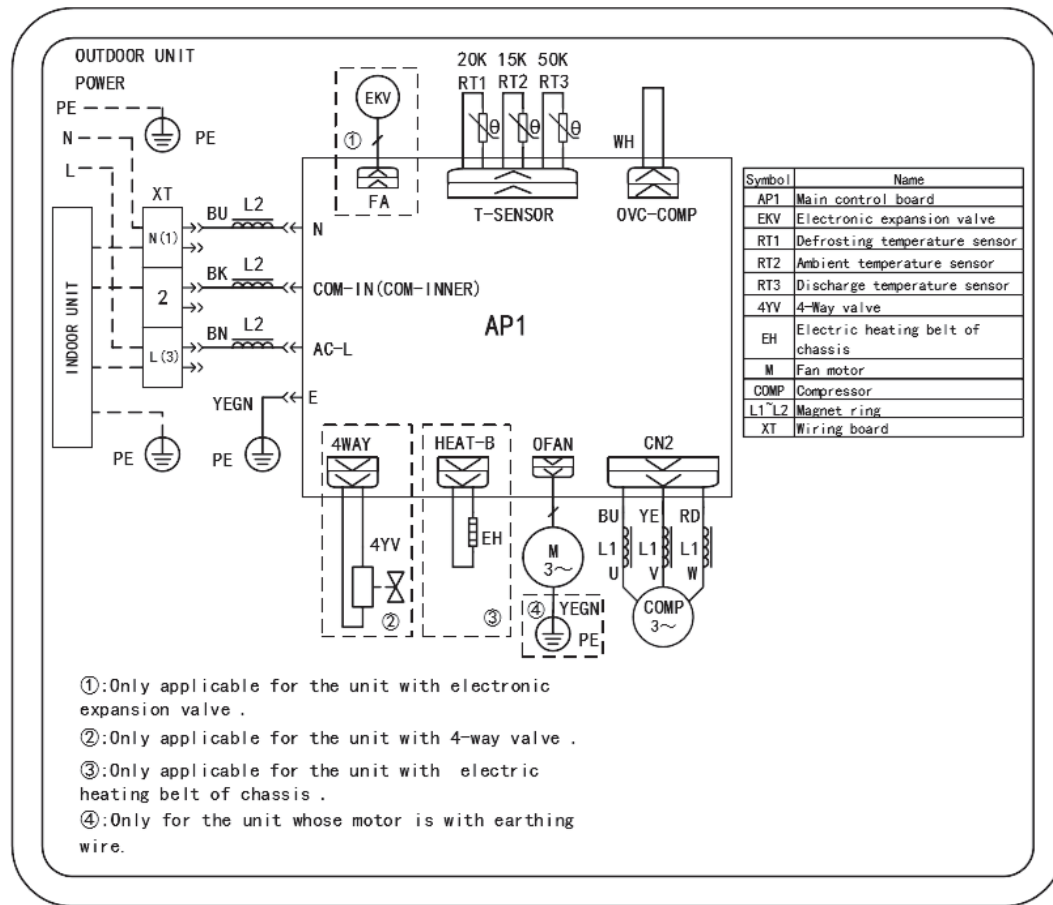 OUTDOOR UNIT
POWER
PE
N
L
PE
INDOOR UNIT
XT
N(1)
2
L(3)
BU L2
N
BK L2
COM-IN(COM-INNER)
BN L2
AC-L
YEGN
E
PE
PE
EKV
①
FA
20K 15K 50K
RT1 RT2 RT3
θ θ θ
T-SENSOR
WH
OVC-COMP
AP1
4WAY
4YV
②
HEAT-B
EH
③
OFAN
M
3~
④ YEGN
PE
CN2
BU YE RD
L1 L1 L1
U V W
COMP
3~
Symbol Name
AP1 Main control board
EKV Electronic expansion valve
RT1 Defrosting temperature sensor
RT2 Ambient temperature sensor
RT3 Discharge temperature sensor
4YV 4-Way valve
EH Electric heating belt of
chassis
M Fan motor
COMP Compressor
L1~L2 Magnet ring
XT Wiring board
①:Only applicable for the unit with electronic
expansion valve .
②:Only applicable for the unit with 4-way valve .
③:Only applicable for the unit with electric
heating belt of chassis .
④:Only for the unit whose motor is with earthing
wire.